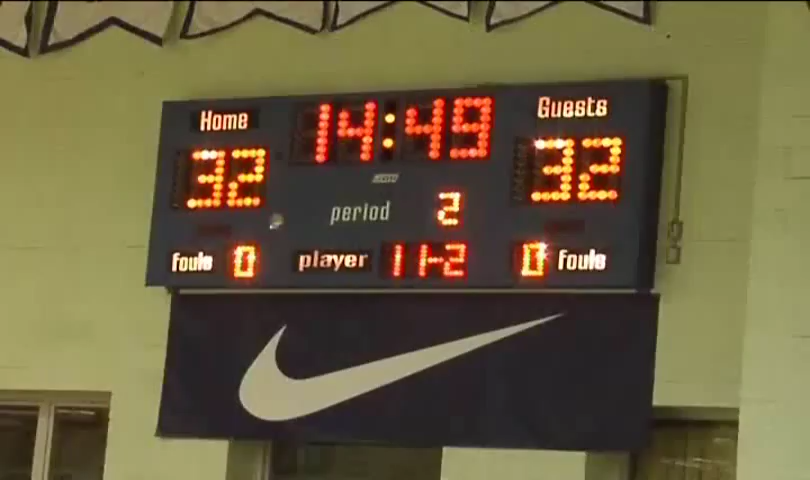 Home 14:49 Guests
32 32
period 2
fouls 0 player 11-2 0 fouls